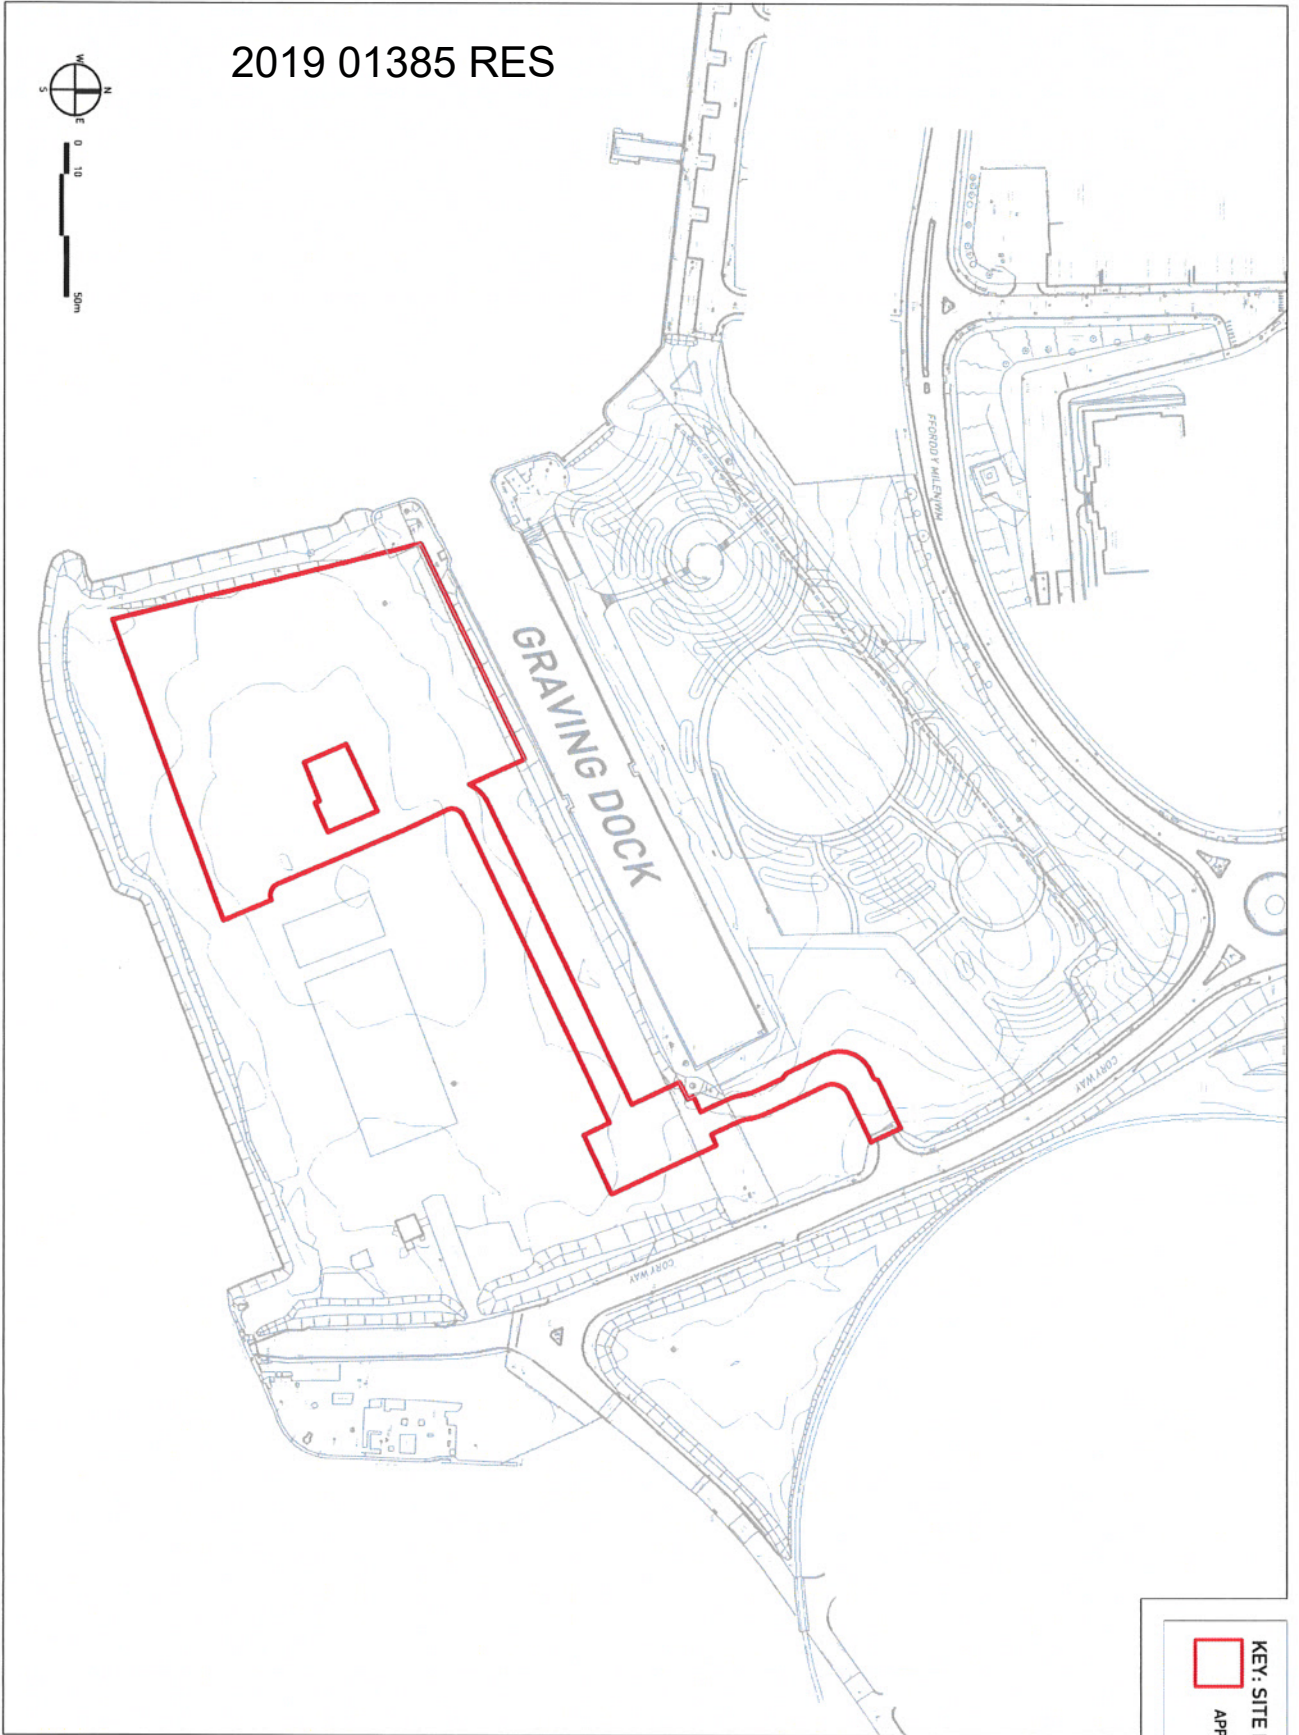 2019 01385 RES
W
N
S
E
0 10
50m
FFORDD Y MILENIWM
GRAVING DOCK
CORY WAY
CORY WAY
KEY: SITE
APP